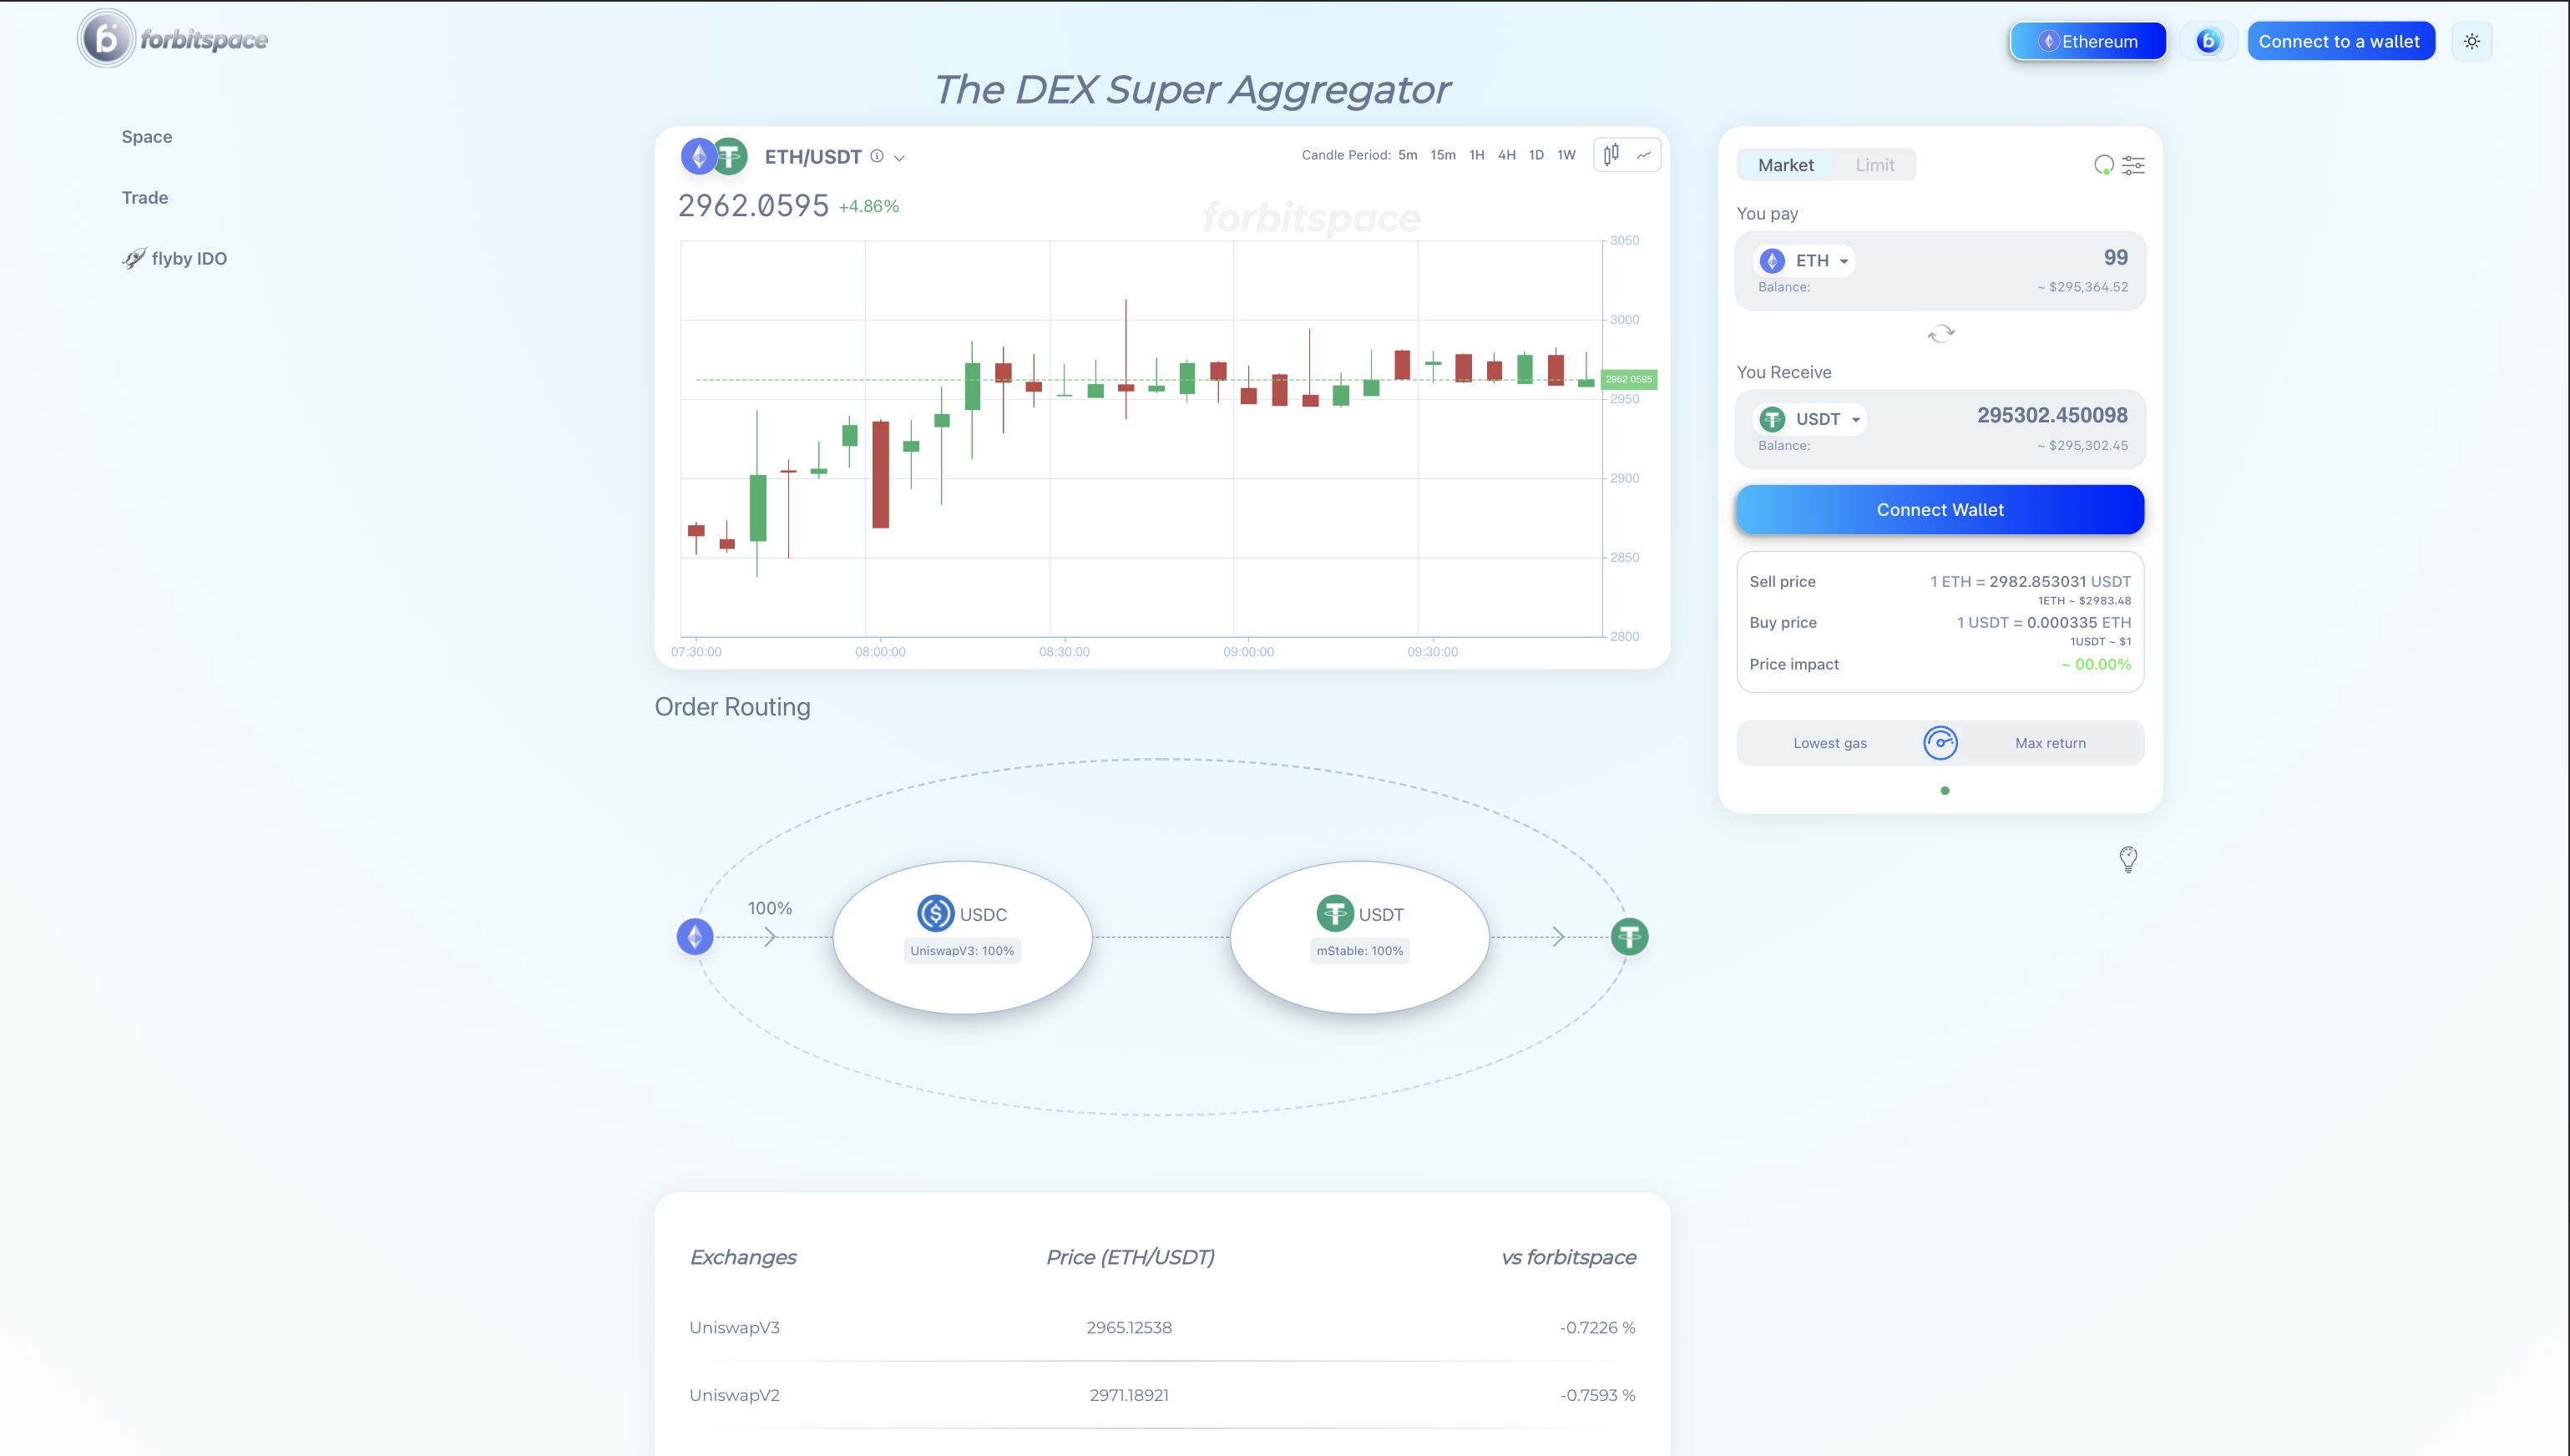 forbitspace
Ethereum
Connect to a wallet
The DEX Super Aggregator
Space
Trade
flyby IDO
ETH/USDT
Candle Period: 5m 15m 1H 4H 1D 1W
2962.0595 +4.86%
forbitspace
3050
3000
2962.0595
2950
2900
2850
2800
07:30:00 08:00:00 08:30:00 09:00:00 09:30:00
Market Limit
You pay
ETH 99
Balance: ~ $295,364.52
You Receive
USDT 295302.450098
Balance: ~ $295,302.45
Connect Wallet
Sell price 1 ETH = 2982.853031 USDT
1ETH ~ $2983.48
Buy price 1 USDT = 0.000335 ETH
1USDT ~ $1
Price impact ~ 00.00%
Lowest gas Max return
Order Routing
100%
USDC
UniswapV3: 100%
USDT
mStable: 100%
Exchanges Price (ETH/USDT) vs forbitspace
UniswapV3 2965.12538 -0.7226 %
UniswapV2 2971.18921 -0.7593 %